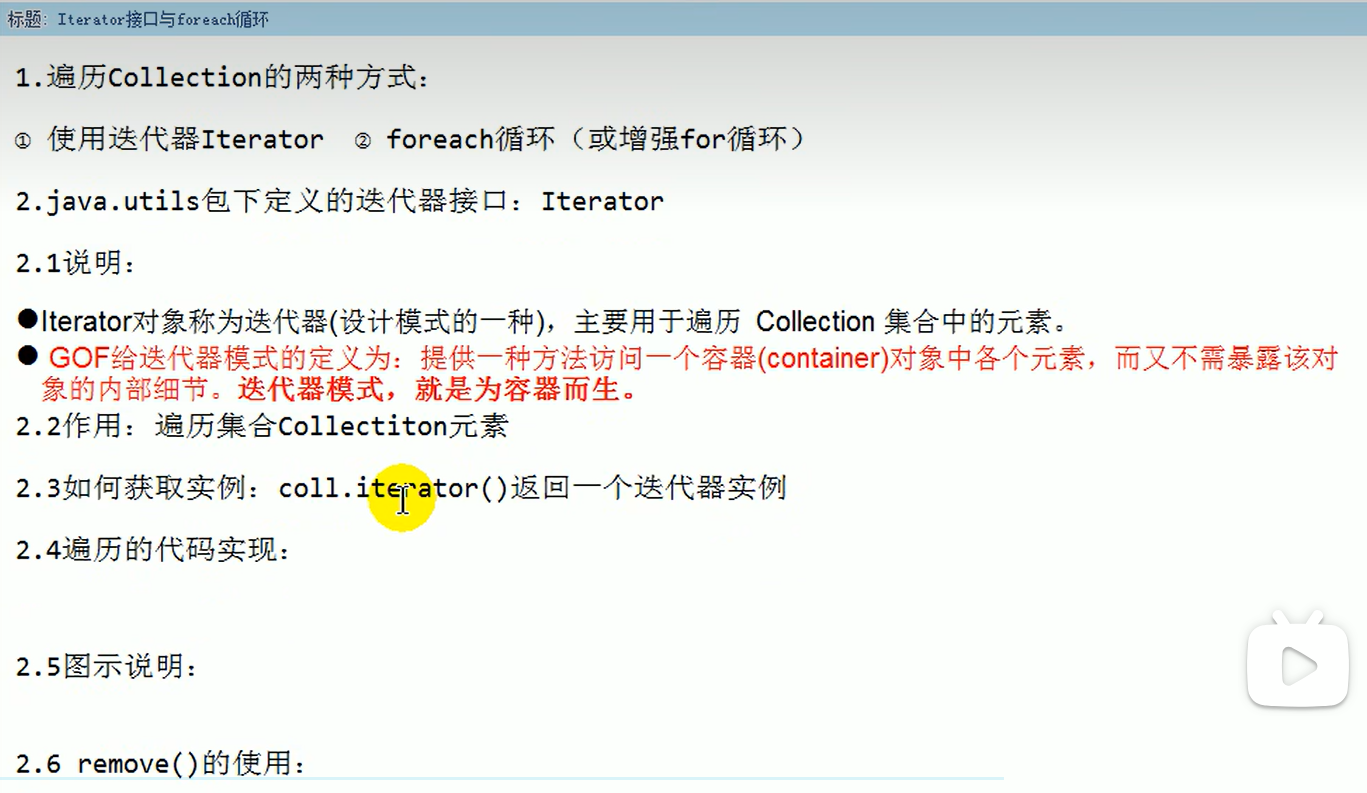 标题: Iterator接口与foreach循环
1.遍历Collection的两种方式：
① 使用迭代器Iterator ② foreach循环（或增强for循环）
2.java.utils包下定义的迭代器接口：Iterator
2.1说明：
●Iterator对象称为迭代器(设计模式的一种)，主要用于遍历 Collection 集合中的元素。
● GOF给迭代器模式的定义为：提供一种方法访问一个容器(container)对象中各个元素，而又不需暴露该对
象的内部细节。迭代器模式，就是为容器而生。
2.2作用：遍历集合Collectiton元素
2.3如何获取实例：coll.iterator()返回一个迭代器实例
2.4遍历的代码实现：
2.5图示说明：
2.6 remove()的使用：